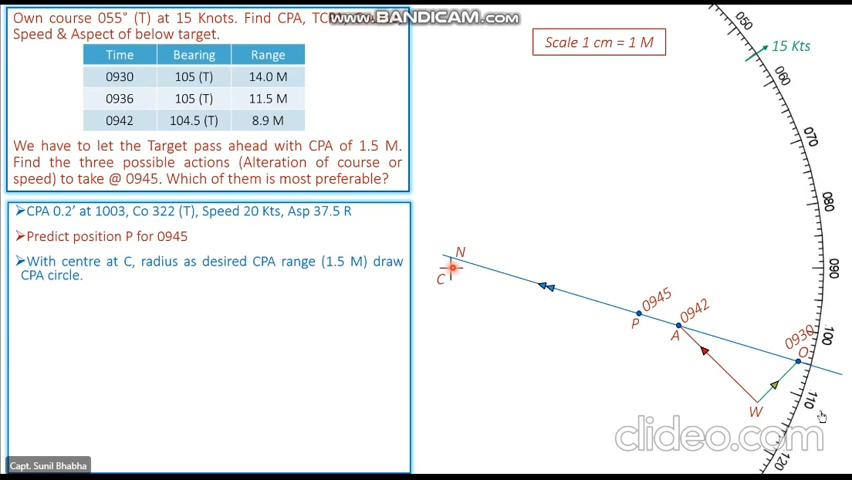 Own course 055° (T) at 15 Knots. Find CPA, TC
www.BANDICAM.com
Speed & Aspect of below target.
Time Bearing Range
0930 105 (T) 14.0 M
0936 105 (T) 11.5 M
0942 104.5 (T) 8.9 M
We have to let the Target pass ahead with CPA of 1.5 M.
Find the three possible actions (Alteration of course or
speed) to take @ 0945. Which of them is most preferable?
➢CPA 0.2' at 1003, Co 322 (T), Speed 20 Kts, Asp 37.5 R
➢Predict position P for 0945
➢With centre at C, radius as desired CPA range (1.5 M) draw
CPA circle.
Capt. Sunil Bhabha
Scale 1 cm = 1 M
050
15 Kts
060
070
080
090
N
C
0945
P
0942
A
0930
O
100
110
W
120
clideo.com